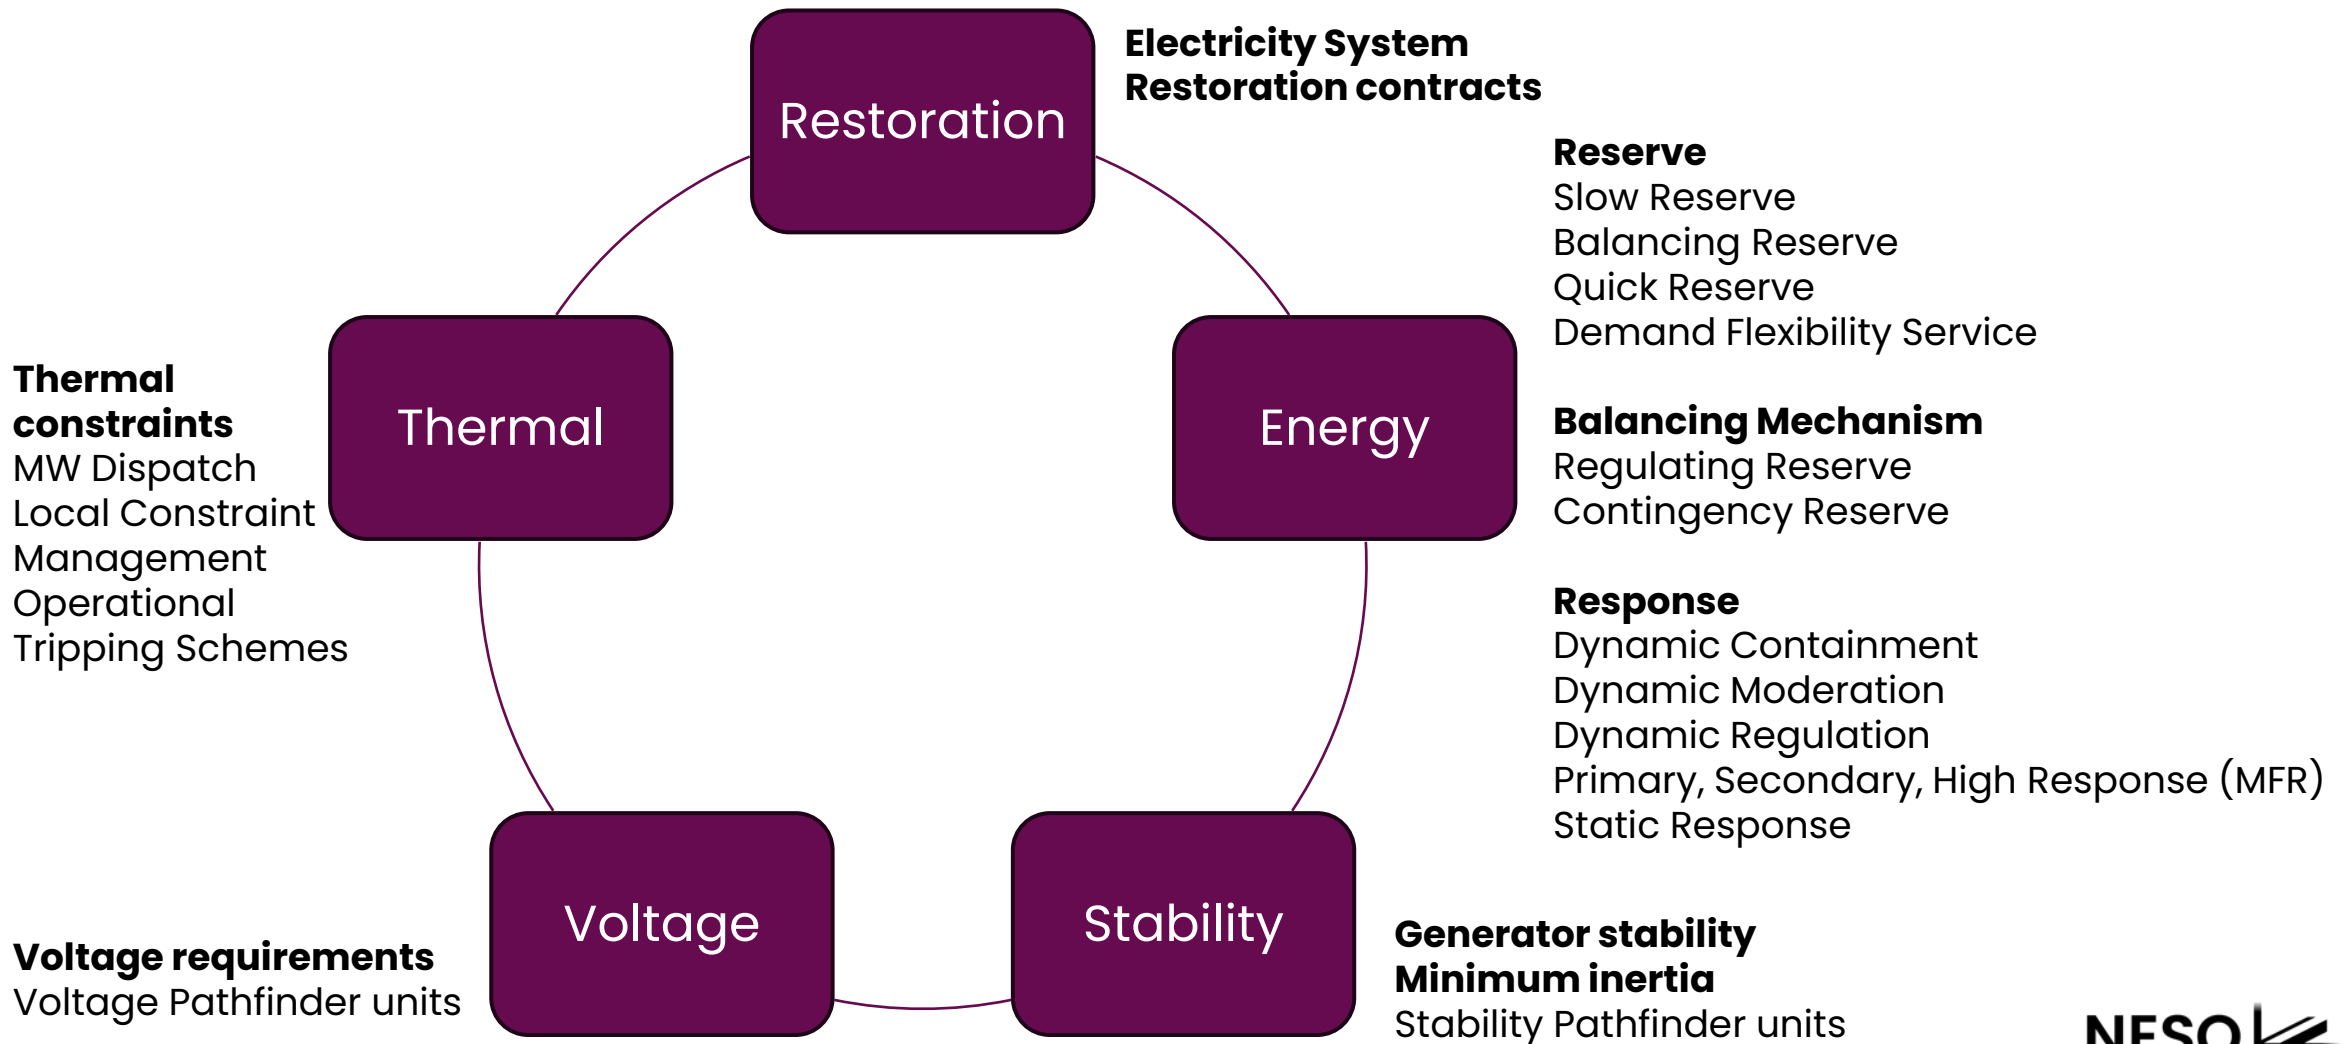 Restoration
Electricity System
Restoration contracts
Energy
Reserve
Slow Reserve
Balancing Reserve
Quick Reserve
Demand Flexibility Service
Balancing Mechanism
Regulating Reserve
Contingency Reserve
Response
Dynamic Containment
Dynamic Moderation
Dynamic Regulation
Primary, Secondary, High Response (MFR)
Static Response
Stability
Generator stability
Minimum inertia
Stability Pathfinder units
Voltage
Voltage requirements
Voltage Pathfinder units
Thermal
Thermal
constraints
MW Dispatch
Local Constraint
Management
Operational
Tripping Schemes
NESO